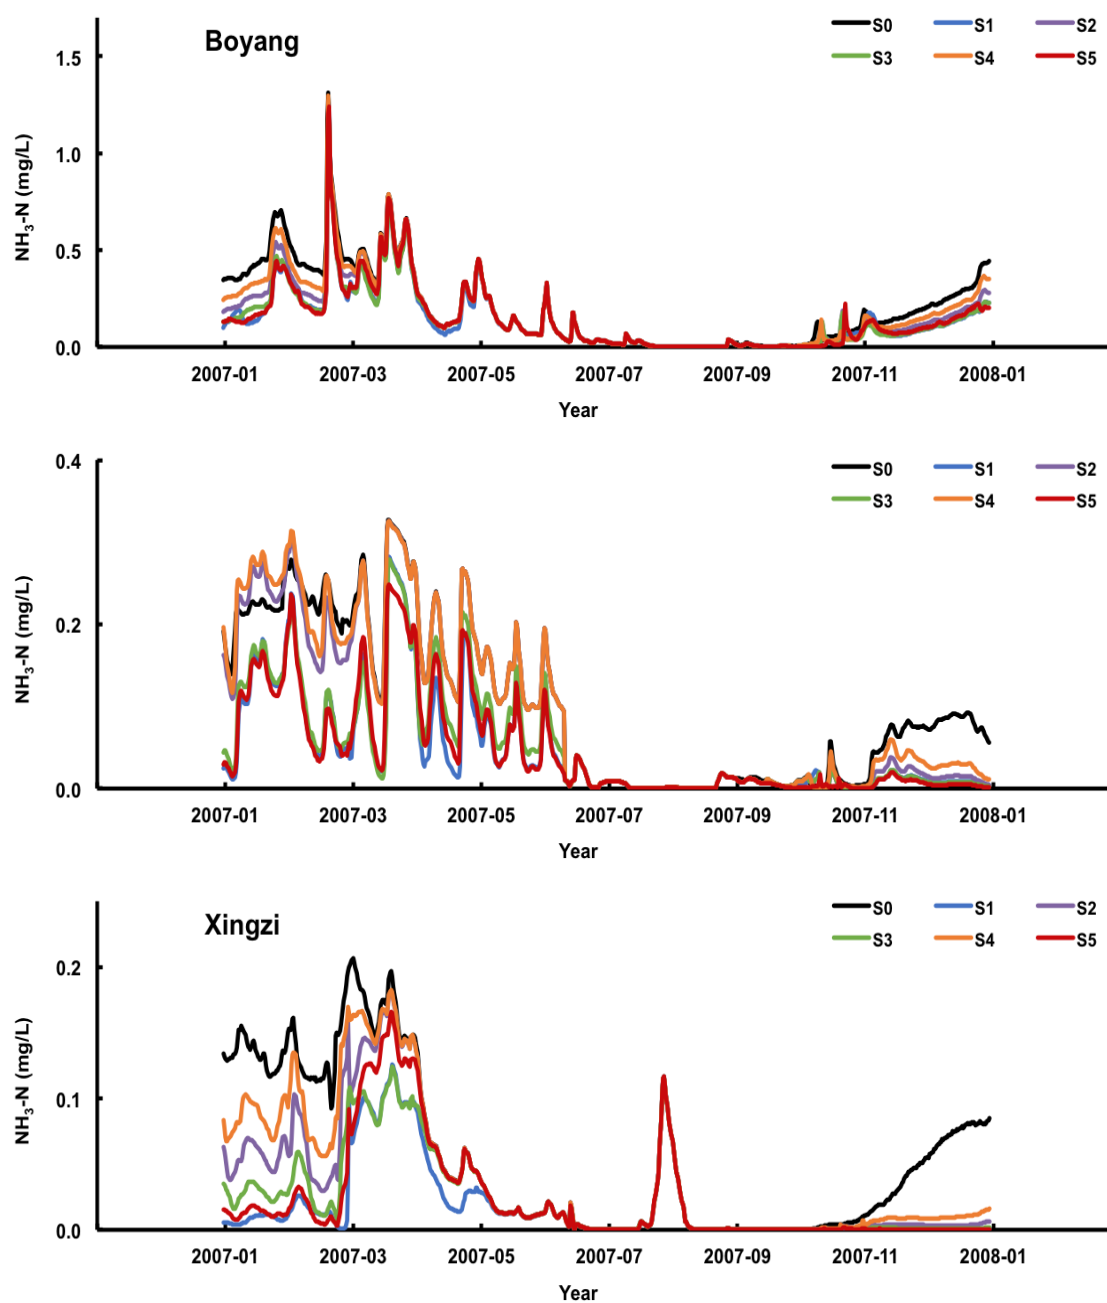 Boyang
S0 S1 S2
S3 S4 S5
NH₃-N (mg/L)
1.5
1.0
0.5
0.0
2007-01 2007-03 2007-05 2007-07 2007-09 2007-11 2008-01
Year
S0 S1 S2
S3 S4 S5
NH₃-N (mg/L)
0.4
0.2
0.0
2007-01 2007-03 2007-05 2007-07 2007-09 2007-11 2008-01
Year
Xingzi
S0 S1 S2
S3 S4 S5
NH₃-N (mg/L)
0.2
0.1
0.0
2007-01 2007-03 2007-05 2007-07 2007-09 2007-11 2008-01
Year